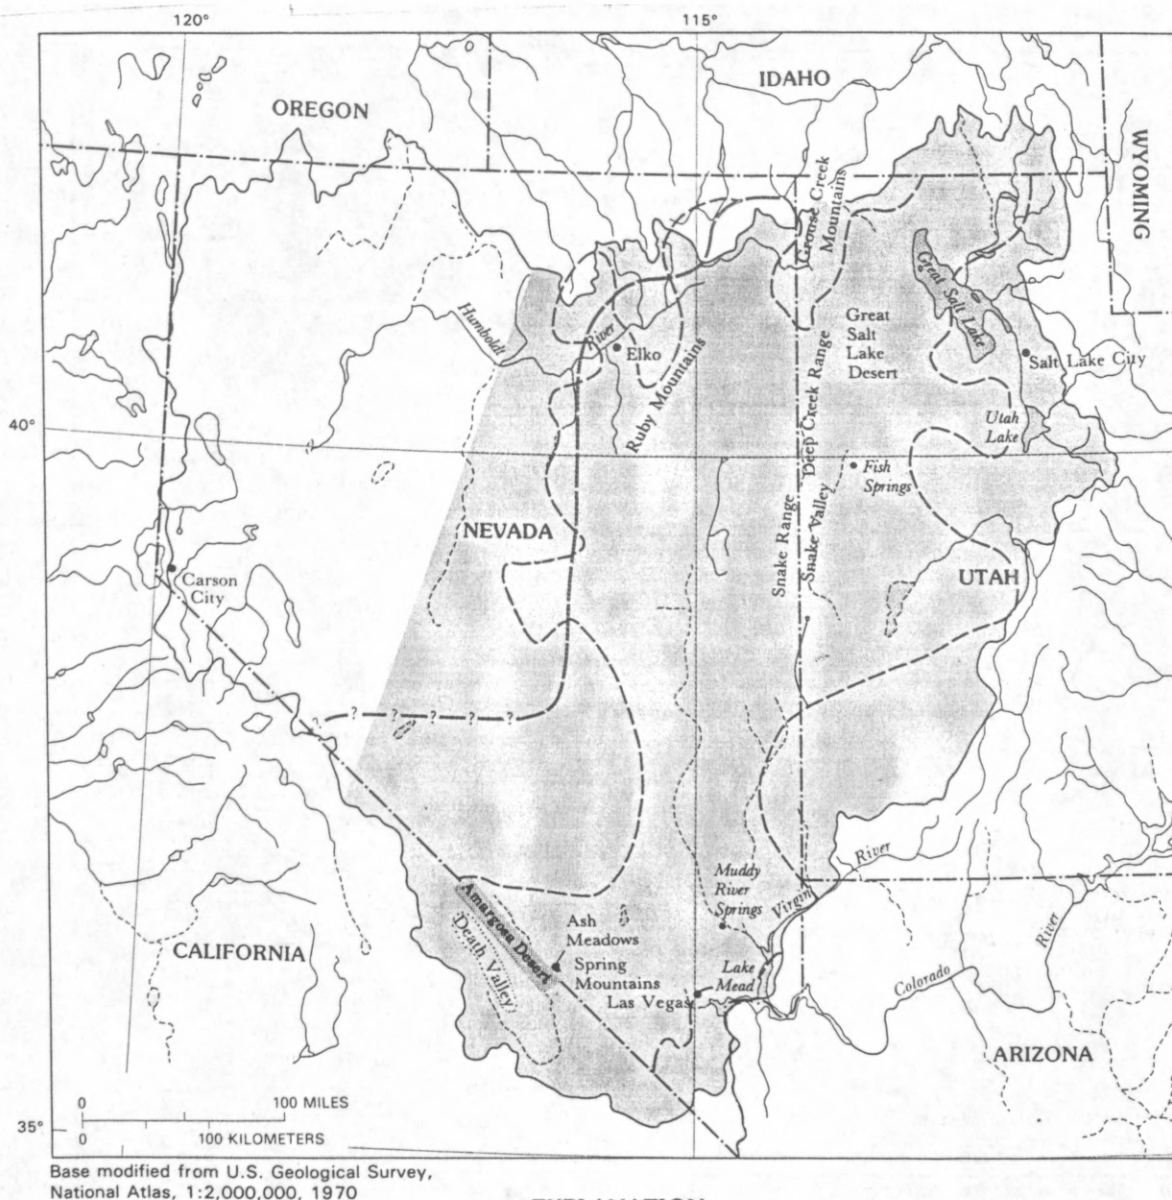 120°
115°
IDAHO
OREGON
WYOMING
Grouse Creek
Mountains
Great Salt Lake
Humboldt
River
Elko
Ruby Mountains
Great
Salt
Lake
Desert
Salt Lake City
Deep Creek Range
40°
Utah
Lake
Fish
Springs
NEVADA
Snake Range
Snake Valley
UTAH
Carson
City
? ? ? ? ?
Muddy
River
Springs
Virgin
River
Amargosa Desert
Death Valley
Ash
Meadows
Spring
Mountains
Las Vegas
Lake
Mead
CALIFORNIA
Colorado
River
ARIZONA
0 100 MILES
0 100 KILOMETERS
35°
Base modified from U.S. Geological Survey,
National Atlas, 1:2,000,000, 1970